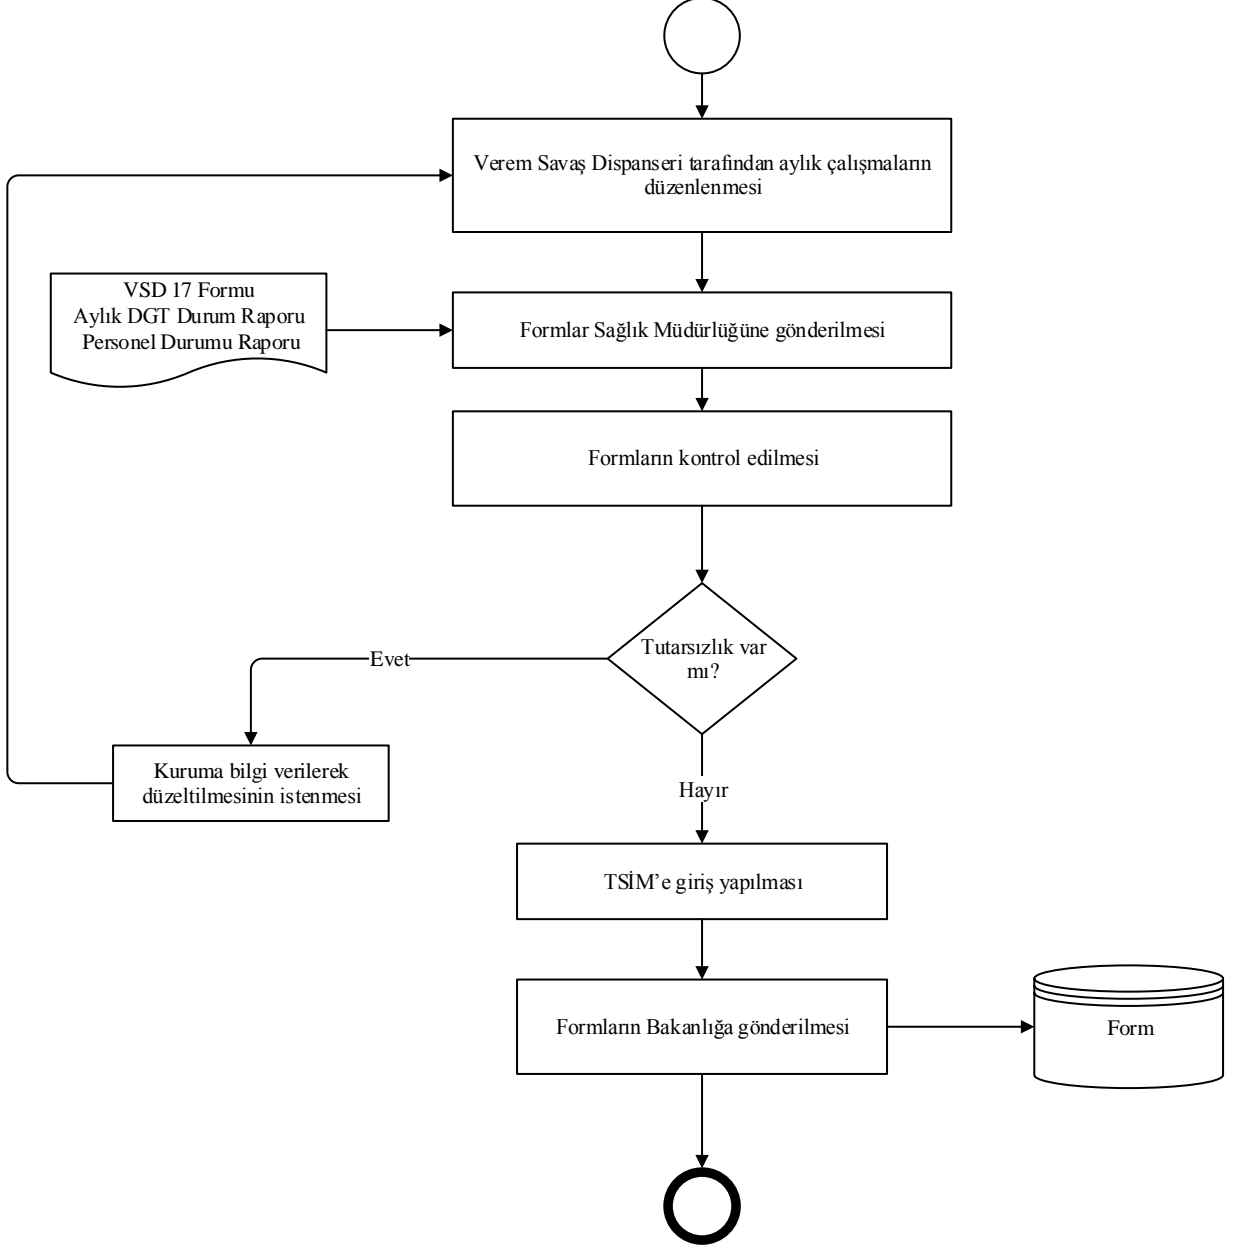 Verem Savaş Dispanseri tarafindan aylık çalışmaların
düzenlenmesi
VSD 17 Formu
Aylık DGT Durum Raporu
Personel Durumu Raporu
Formlar Sağlık Müdürlüğüne gönderilmesi
Formların kontrol edilmesi
Tutarsızlık var
mı?
Evet
Kuruma bilgi verilerek
düzeltilmesinin istenmesi
Hayır
TSİM’e giriş yapılması
Formların Bakanlığa gönderilmesi
Form